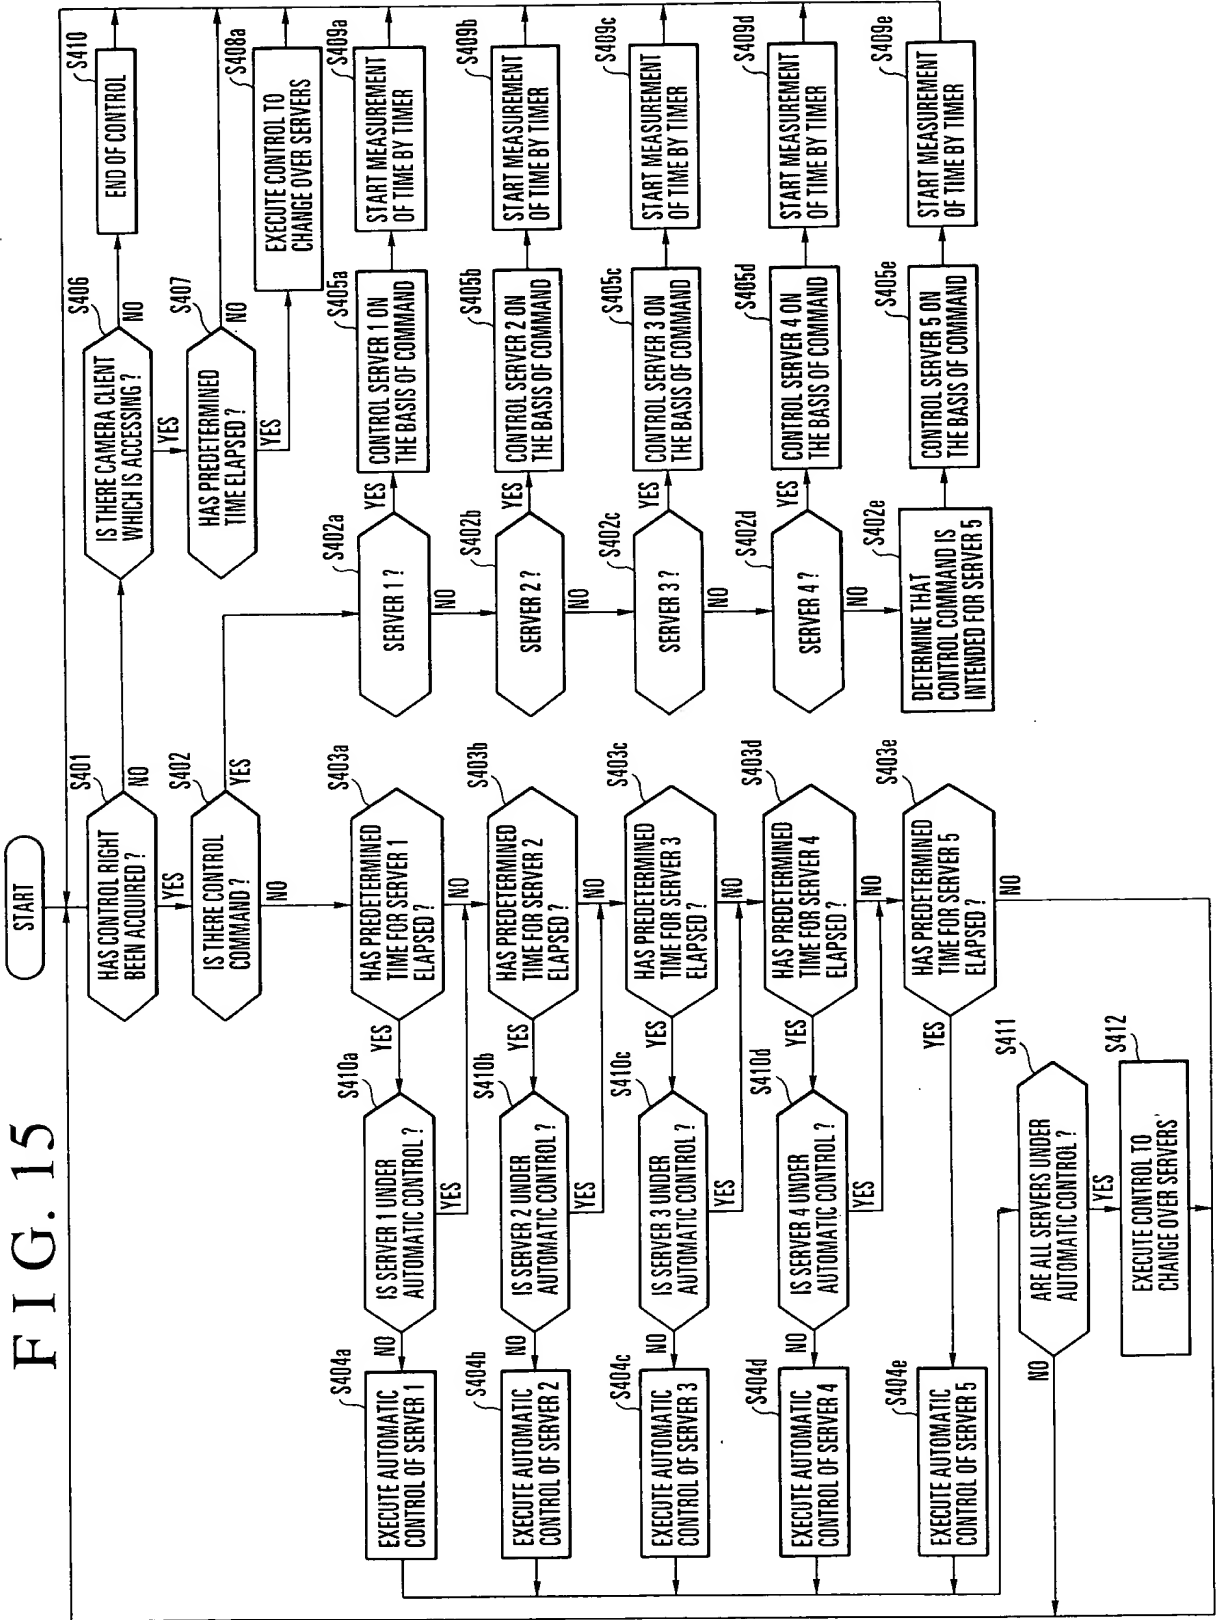 FIG. 15
START
S401
HAS CONTROL RIGHT
BEEN ACQUIRED ?
NO
YES
S402
IS THERE CONTROL
COMMAND ?
YES
NO
S406
IS THERE CAMERA CLIENT
WHICH IS ACCESSING ?
NO
YES
S410
END OF CONTROL
S407
HAS PREDETERMINED
TIME ELAPSED ?
NO
YES
S408a
EXECUTE CONTROL TO
CHANGE OVER SERVERS
S404a
EXECUTE AUTOMATIC
CONTROL OF SERVER 1
NO
S410a
IS SERVER 1 UNDER
AUTOMATIC CONTROL ?
YES
YES
S403a
HAS PREDETERMINED
TIME FOR SERVER 1
ELAPSED ?
NO
S402a
SERVER 1 ?
YES
NO
S405a
CONTROL SERVER 1 ON
THE BASIS OF COMMAND
S409a
START MEASUREMENT
OF TIME BY TIMER
S404b
EXECUTE AUTOMATIC
CONTROL OF SERVER 2
NO
S410b
IS SERVER 2 UNDER
AUTOMATIC CONTROL ?
YES
YES
S403b
HAS PREDETERMINED
TIME FOR SERVER 2
ELAPSED ?
NO
S402b
SERVER 2 ?
YES
NO
S405b
CONTROL SERVER 2 ON
THE BASIS OF COMMAND
S409b
START MEASUREMENT
OF TIME BY TIMER
S404c
EXECUTE AUTOMATIC
CONTROL OF SERVER 3
NO
S410c
IS SERVER 3 UNDER
AUTOMATIC CONTROL ?
YES
YES
S403c
HAS PREDETERMINED
TIME FOR SERVER 3
ELAPSED ?
NO
S402c
SERVER 3 ?
YES
NO
S405c
CONTROL SERVER 3 ON
THE BASIS OF COMMAND
S409c
START MEASUREMENT
OF TIME BY TIMER
S404d
EXECUTE AUTOMATIC
CONTROL OF SERVER 4
NO
S410d
IS SERVER 4 UNDER
AUTOMATIC CONTROL ?
YES
YES
S403d
HAS PREDETERMINED
TIME FOR SERVER 4
ELAPSED ?
NO
S402d
SERVER 4 ?
YES
NO
S405d
CONTROL SERVER 4 ON
THE BASIS OF COMMAND
S409d
START MEASUREMENT
OF TIME BY TIMER
S404e
EXECUTE AUTOMATIC
CONTROL OF SERVER 5
YES
S403e
HAS PREDETERMINED
TIME FOR SERVER 5
ELAPSED ?
NO
S402e
DETERMINE THAT
CONTROL COMMAND IS
INTENDED FOR SERVER 5
S405e
CONTROL SERVER 5 ON
THE BASIS OF COMMAND
S409e
START MEASUREMENT
OF TIME BY TIMER
S411
ARE ALL SERVERS UNDER
AUTOMATIC CONTROL ?
NO
YES
S412
EXECUTE CONTROL TO
CHANGE OVER SERVERS